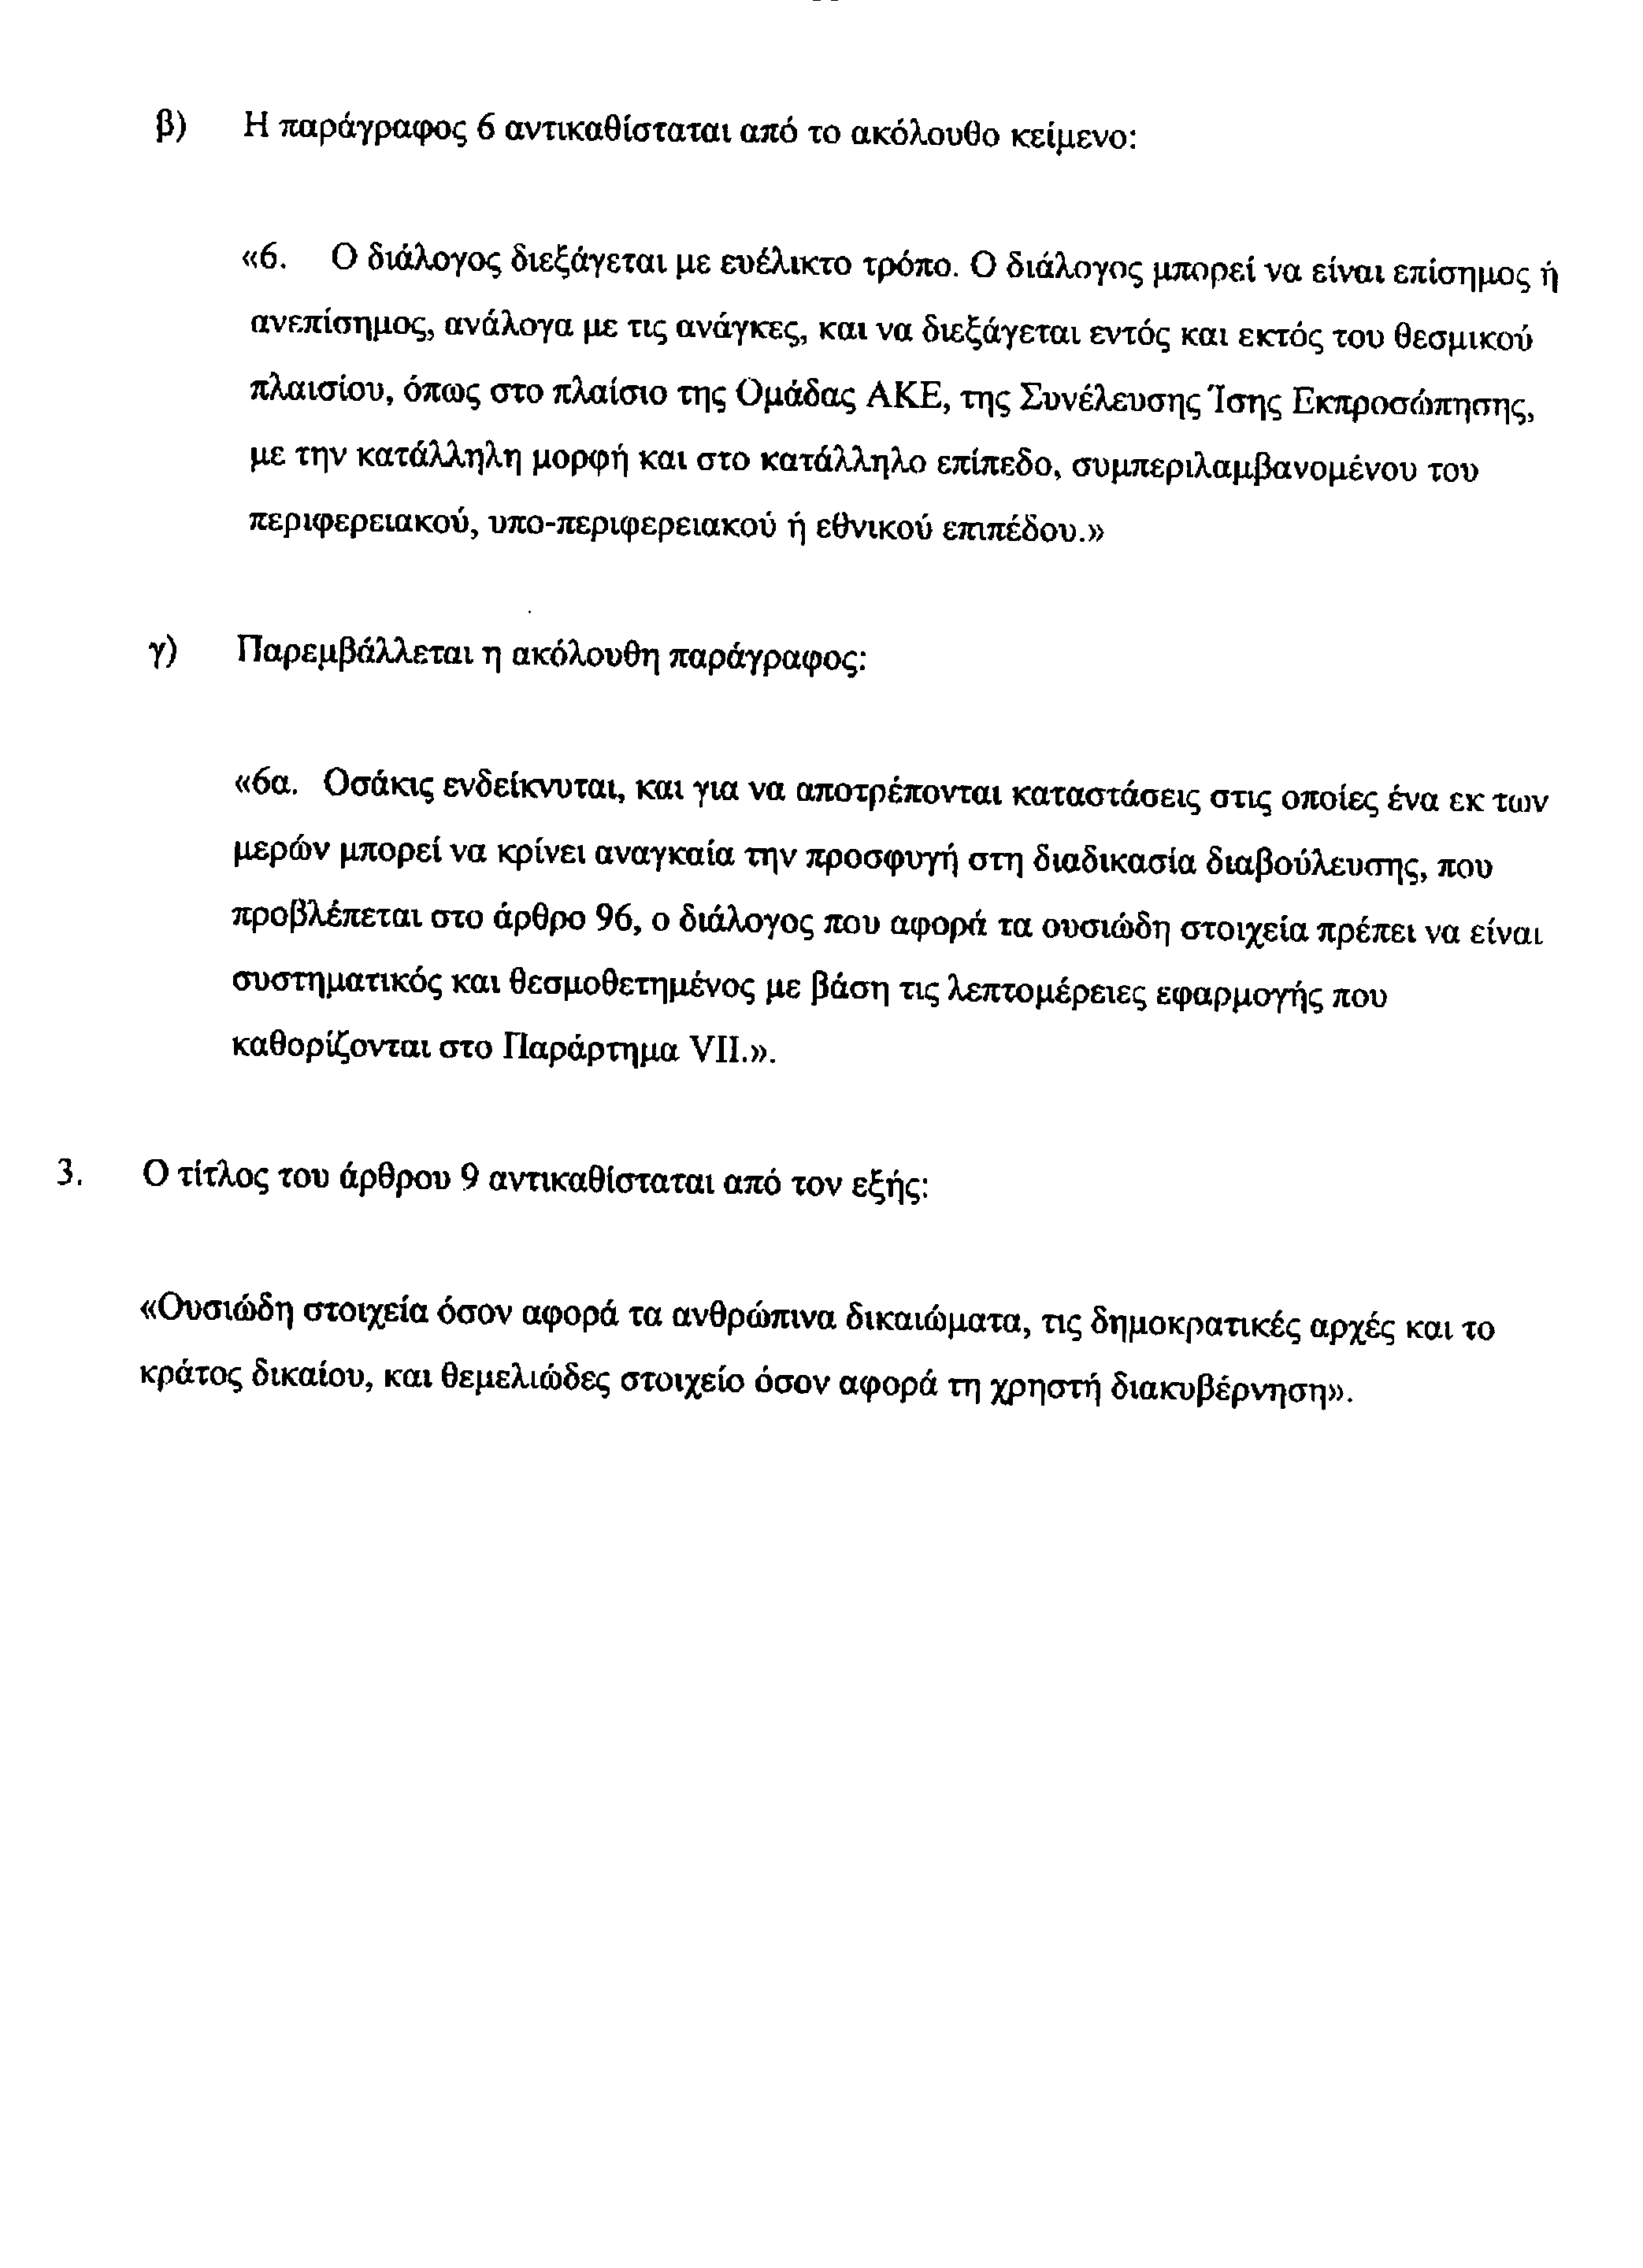 β) Η παράγραφος 6 αντικαθίσταται από το ακόλουθο κείμενο:
«6. Ο διάλογος διεξάγεται με ευέλικτο τρόπο. Ο διάλογος μπορεί να είναι επίσημος ή
ανεπίσημος, ανάλογα με τις ανάγκες, και να διεξάγεται εντός και εκτός του θεσμικού
πλαισίου, όπως στο πλαίσιο της Ομάδας ΑΚΕ, της Συνέλευσης Ίσης Εκπροσώπησης,
με την κατάλληλη μορφή και στο κατάλληλο επίπεδο, συμπεριλαμβανομένου του
περιφερειακού, υπο-περιφερειακού ή εθνικού επιπέδου.»
γ) Παρεμβάλλεται η ακόλουθη παράγραφος:
«6α. Οσάκις ενδείκνυται, και για να αποτρέπονται καταστάσεις στις οποίες ένα εκ των
μερών μπορεί να κρίνει αναγκαία την προσφυγή στη διαδικασία διαβούλευσης, που
προβλέπεται στο άρθρο 96, ο διάλογος που αφορά τα ουσιώδη στοιχεία πρέπει να είναι
συστηματικός και θεσμοθετημένος με βάση τις λεπτομέρειες εφαρμογής που
καθορίζονται στο Παράρτημα VII.».
3. Ο τίτλος του άρθρου 9 αντικαθίσταται από τον εξής:
«Ουσιώδη στοιχεία όσον αφορά τα ανθρώπινα δικαιώματα, τις δημοκρατικές αρχές και το
κράτος δικαίου, και θεμελιώδες στοιχείο όσον αφορά τη χρηστή διακυβέρνηση».